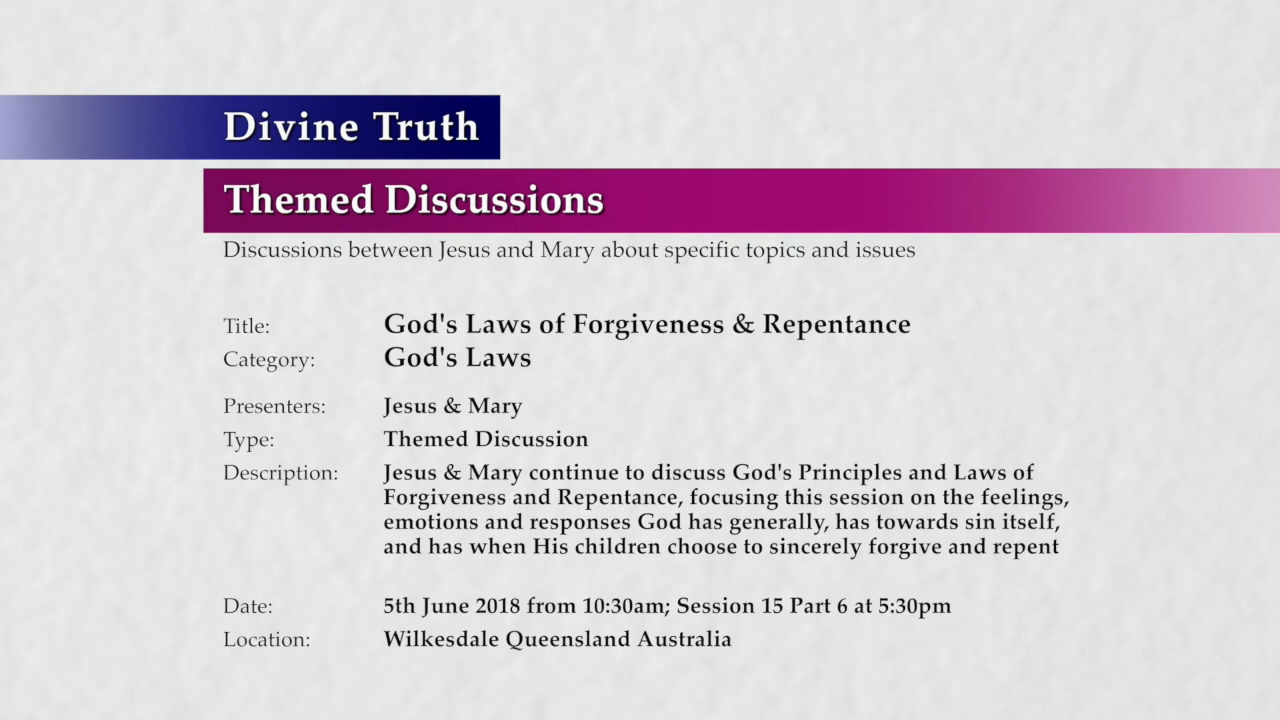 Divine Truth
Themed Discussions
Discussions between Jesus and Mary about specific topics and issues
Title: God's Laws of Forgiveness & Repentance
Category: God's Laws
Presenters: Jesus & Mary
Type: Themed Discussion
Description: Jesus & Mary continue to discuss God's Principles and Laws of
Forgiveness and Repentance, focusing this session on the feelings,
emotions and responses God has generally, has towards sin itself,
and has when His children choose to sincerely forgive and repent
Date: 5th June 2018 from 10:30am; Session 15 Part 6 at 5:30pm
Location: Wilkesdale Queensland Australia